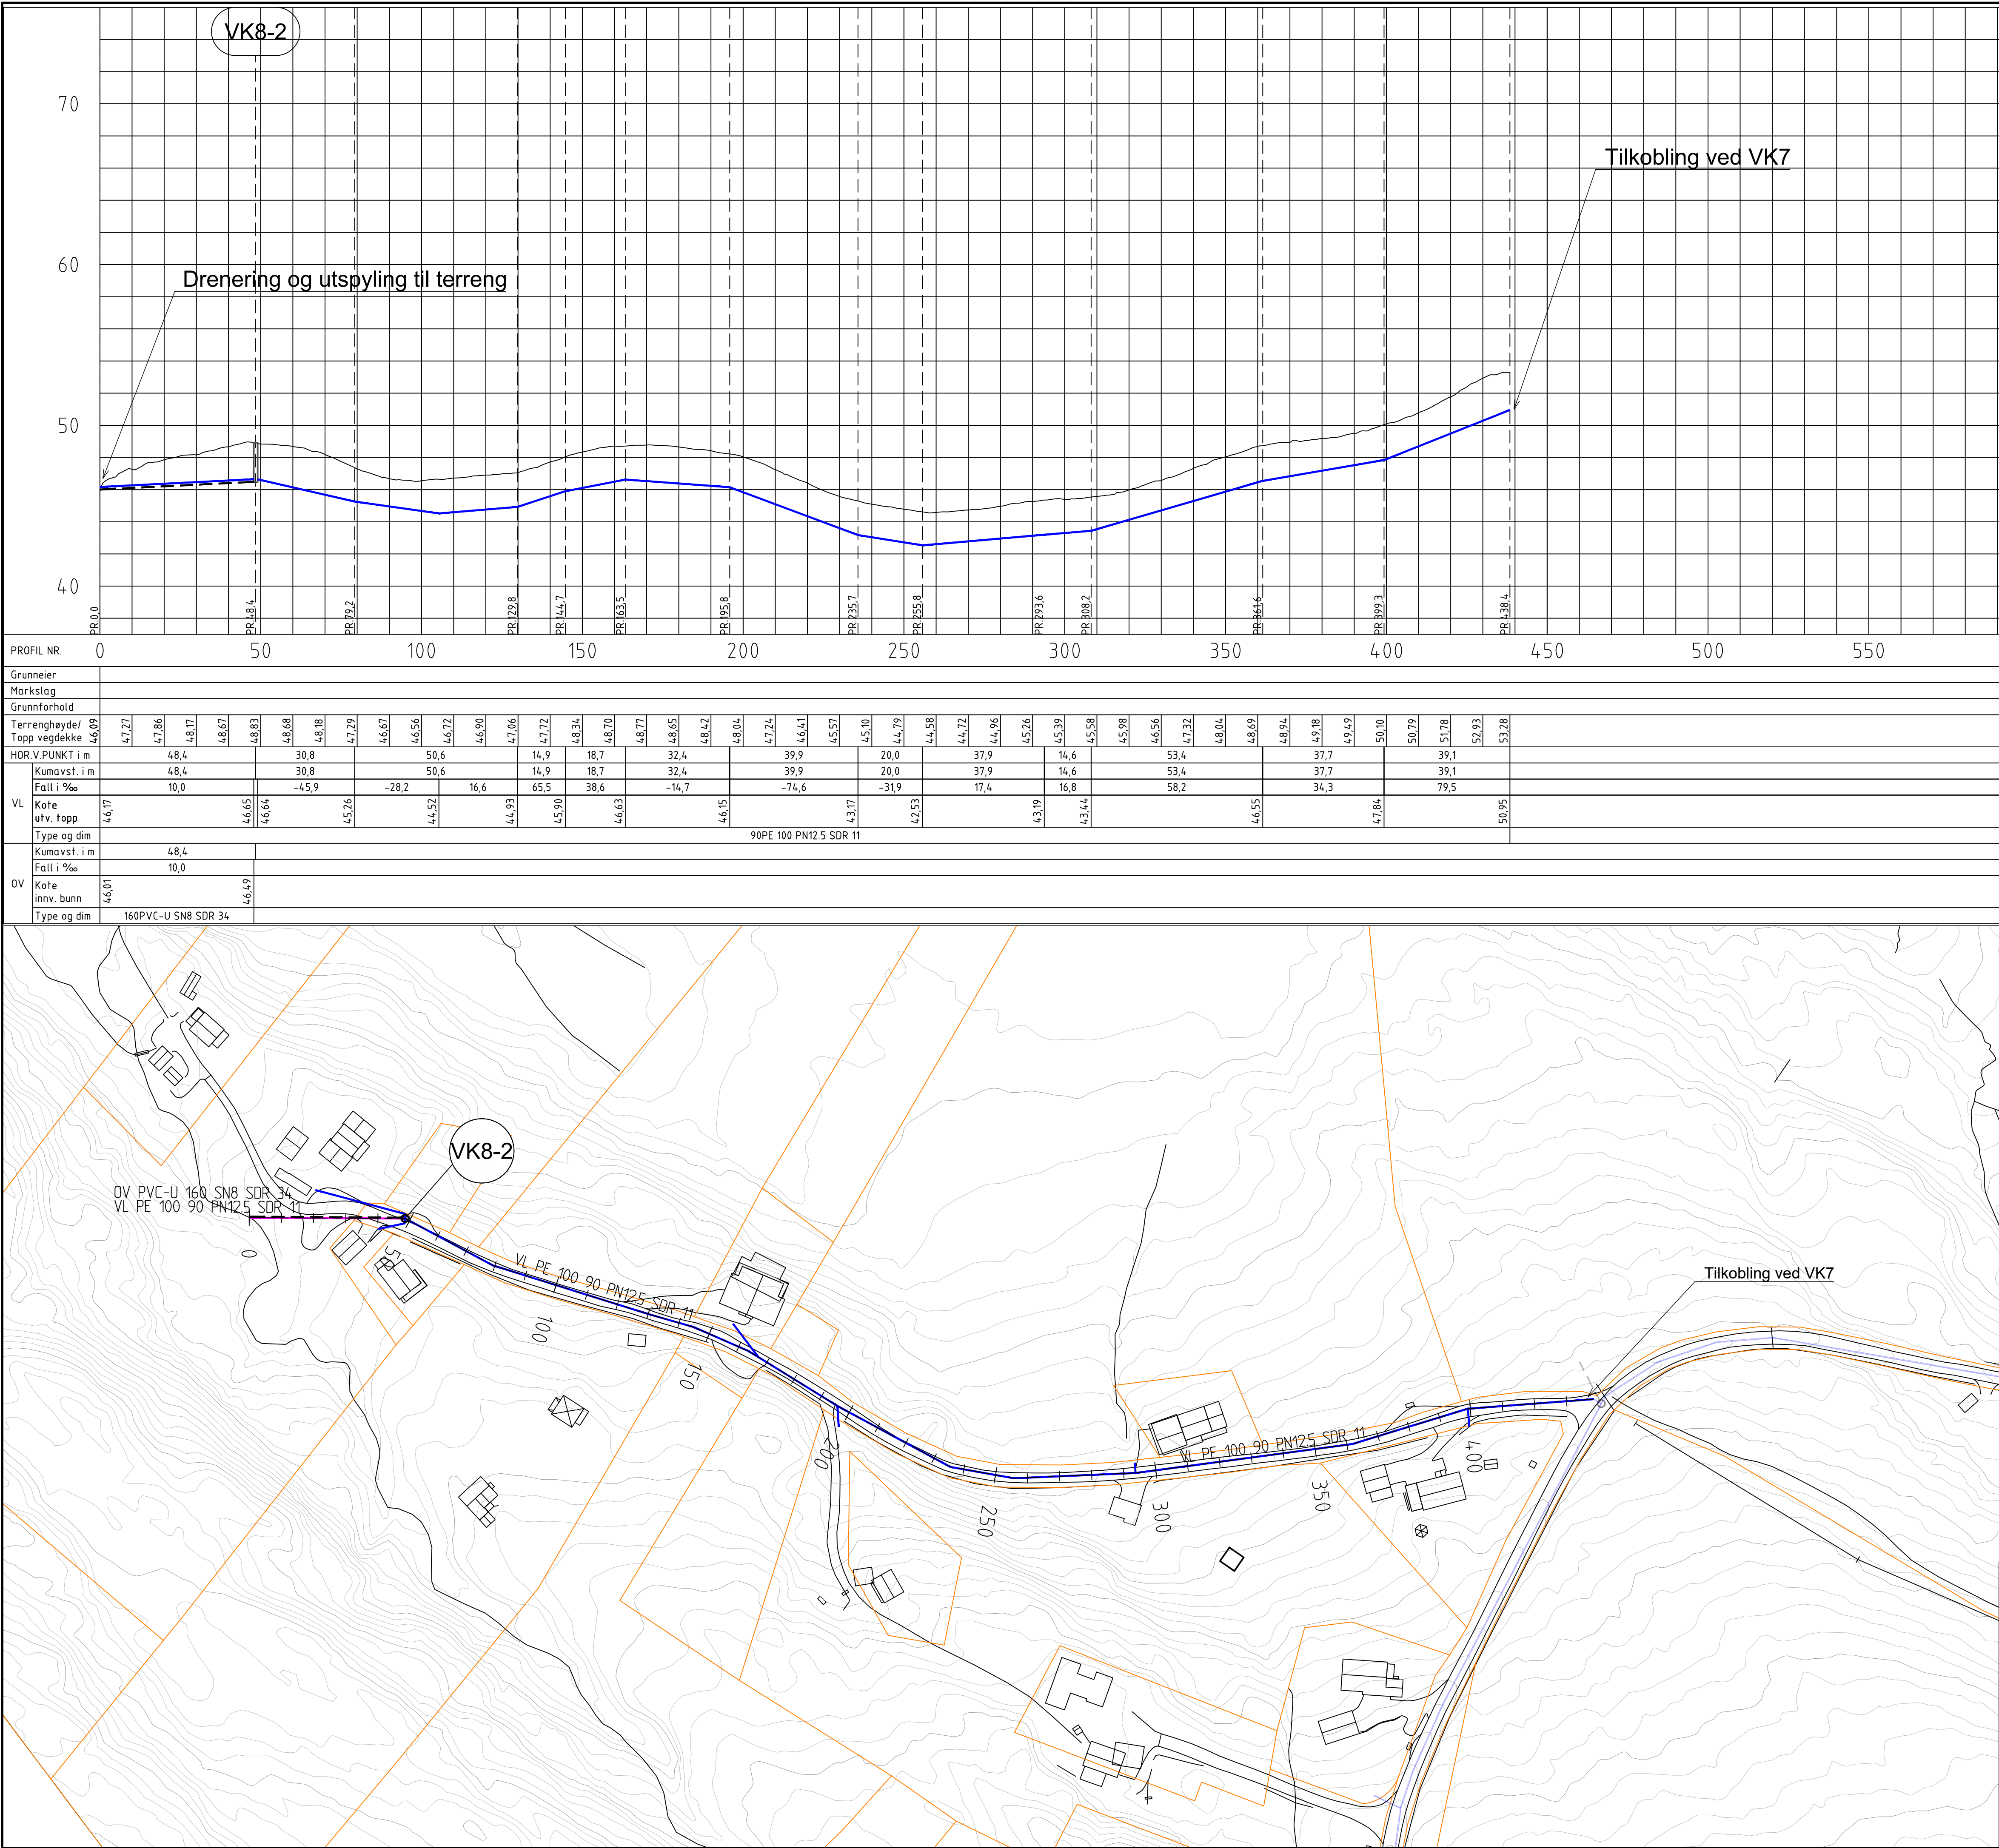 VK8-2
70
Tilkobling ved VK7
60
Drenering og utspyling til terreng
50
40
PR.0,0 PR.48,4 PR.79,2 PR.129,8 PR.144,7 PR.163,5 PR.195,8 PR.235,7 PR.255,8 PR.293,6 PR.308,2 PR.361,6 PR.399,3 PR.438,4
PROFIL NR. 0 50 100 150 200 250 300 350 400 450 500 550
Grunneier
Markslag
Grunnforhold
Terrenghøyde/
Topp vegdekke 46,09 47,27 47,86 48,17 48,67 48,83 48,68 48,18 47,29 46,67 46,56 46,72 46,90 47,06 47,72 48,34 48,70 48,77 48,65 48,42 48,04 47,24 46,41 45,57 45,10 44,79 44,58 44,72 44,96 45,26 45,39 45,58 45,98 46,56 47,32 48,04 48,69 48,94 49,18 49,49 50,10 50,79 51,78 52,93 53,28
HOR.V.PUNKT i m 48,4 30,8 50,6 14,9 18,7 32,4 39,9 20,0 37,9 14,6 53,4 37,7 39,1
VL
Kumavst. i m 48,4 30,8 50,6 14,9 18,7 32,4 39,9 20,0 37,9 14,6 53,4 37,7 39,1
Fall i ‰ 10,0 -45,9 -28,2 16,6 65,5 38,6 -14,7 -74,6 -31,9 17,4 16,8 58,2 34,3 79,5
Kote
utv. topp 46,17 46,65 46,64 45,26 44,52 44,93 45,90 46,63 46,15 43,17 42,53 43,19 43,44 46,55 47,84 50,95
Type og dim 90PE 100 PN12.5 SDR 11
OV
Kumavst. i m 48,4
Fall i ‰ 10,0
Kote
innv. bunn 46,01 46,49
Type og dim 160PVC-U SN8 SDR 34
VK8-2
OV PVC-U 160 SN8 SDR 34
VL PE 100 90 PN12.5 SDR 11
0
VL PE 100 90 PN12.5 SDR 11
Tilkobling ved VK7
100
150
VL PE 100 90 PN12.5 SDR 11
400
350
250
300